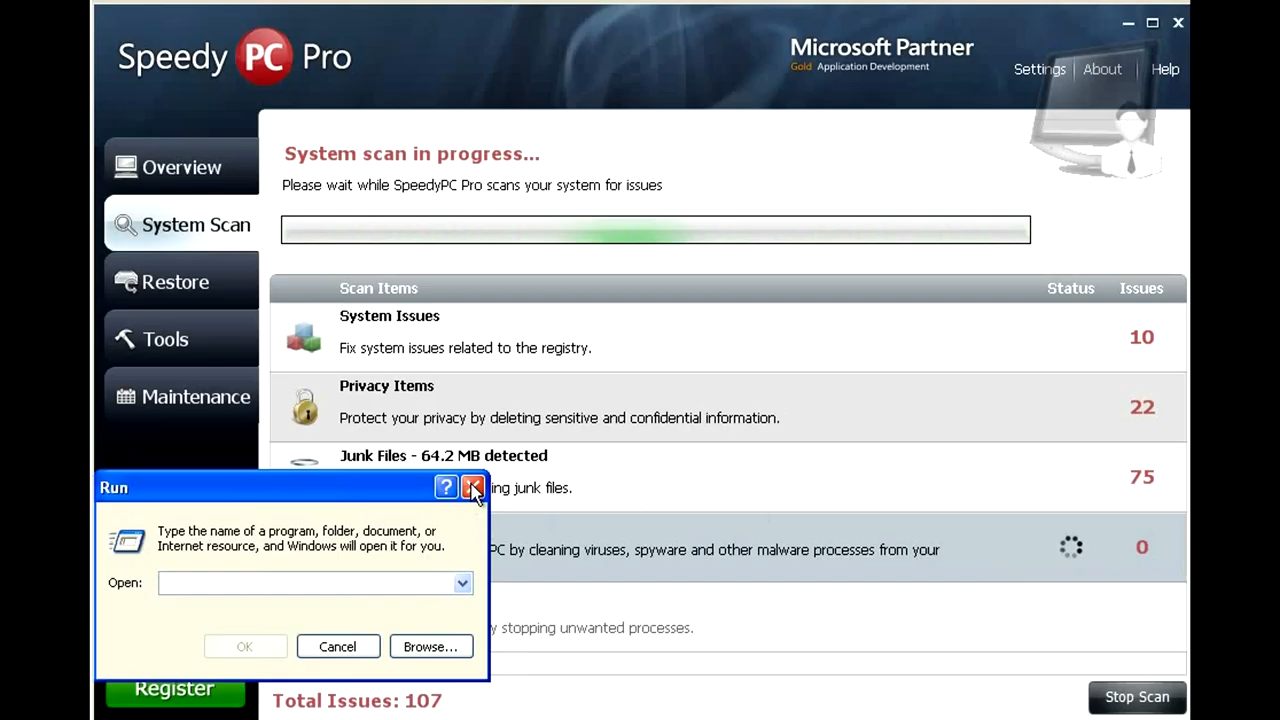 Speedy PC Pro
Microsoft Partner
Gold Application Development
Settings About Help
Overview
System Scan
Restore
Tools
Maintenance
Register
System scan in progress...
Please wait while SpeedyPC Pro scans your system for issues
Scan Items Status Issues
System Issues
Fix system issues related to the registry.
10
Privacy Items
Protect your privacy by deleting sensitive and confidential information.
22
Junk Files - 64.2 MB detected
ing junk files.
75
PC by cleaning viruses, spyware and other malware processes from your
0
y stopping unwanted processes.
Total Issues: 107
Stop Scan
Run
?
Type the name of a program, folder, document, or
Internet resource, and Windows will open it for you.
Open:
OK Cancel Browse...